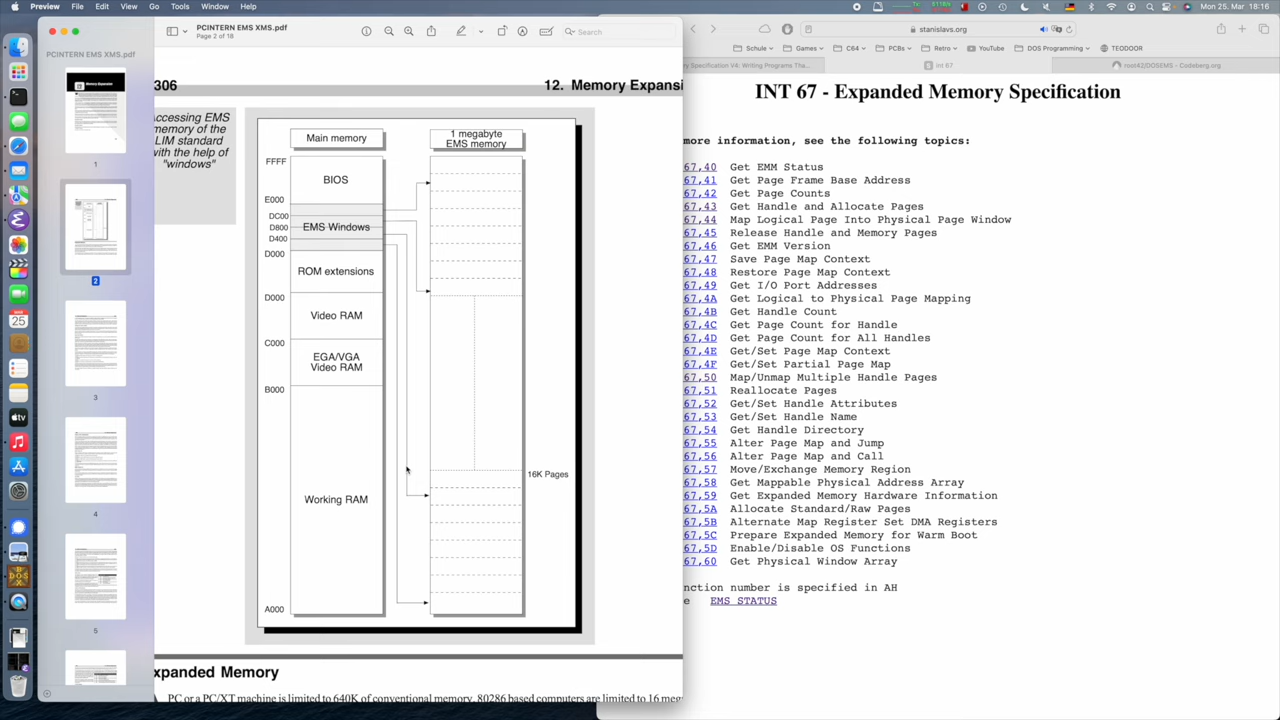 Preview File Edit View Go Tools Window Help
Mon 25. Mar 18:16
PCINTERN EMS XMS.pdf
Page 2 of 18
Search
PCINTERN EMS XMS.pdf
1
2
3
4
5
306
12. Memory Expansi
Accessing EMS
memory of the
LIM standard
with the help of
"windows"
Main memory
1 megabyte
EMS memory
FFFF
BIOS
E000
DC00
D800
EMS Windows
D400
D000
ROM extensions
D000
Video RAM
C000
EGA/VGA
Video RAM
B000
16K Pages
Working RAM
A000
xpanded Memory
PC or a PC/XT machine is limited to 640K of conventional memory. 80286 based computers are limited to 16 meg
stanislavs.org
Schule
Games
C64
PCBs
Retro
YouTube
DOS Programming
TEODOOR
ry Specification V4: Writing Programs The...
int 67
root42/DOSEMS – Codeberg.org
INT 67 - Expanded Memory Specification
more information, see the following topics:
67,40 Get EMM Status
67,41 Get Page Frame Base Address
67,42 Get Page Counts
67,43 Get Handle and Allocate Pages
67,44 Map Logical Page Into Physical Page Window
67,45 Release Handle and Memory Pages
67,46 Get EMM Version
67,47 Save Page Map Context
67,48 Restore Page Map Context
67,49 Get I/O Port Addresses
67,4A Get Logical to Physical Page Mapping
67,4B Get Handle Count
67,4C Get Page Count for Handle
67,4D Get Page Count for All Handles
67,4E Get/Set Page Map Context
67,4F Get/Set Partial Page Map
67,50 Map/Unmap Multiple Handle Pages
67,51 Reallocate Pages
67,52 Get/Set Handle Attributes
67,53 Get/Set Handle Name
67,54 Get Handle Directory
67,55 Alter Page Map and Jump
67,56 Alter Page Map and Call
67,57 Move/Exchange Memory Region
67,58 Get Mappable Physical Address Array
67,59 Get Expanded Memory Hardware Information
67,5A Allocate Standard/Raw Pages
67,5B Alternate Map Register Set DMA Registers
67,5C Prepare Expanded Memory for Warm Boot
67,5D Enable/Disable OS Functions
67,60 Get Physical Window Array
nction number is specified in AH
e EMS STATUS